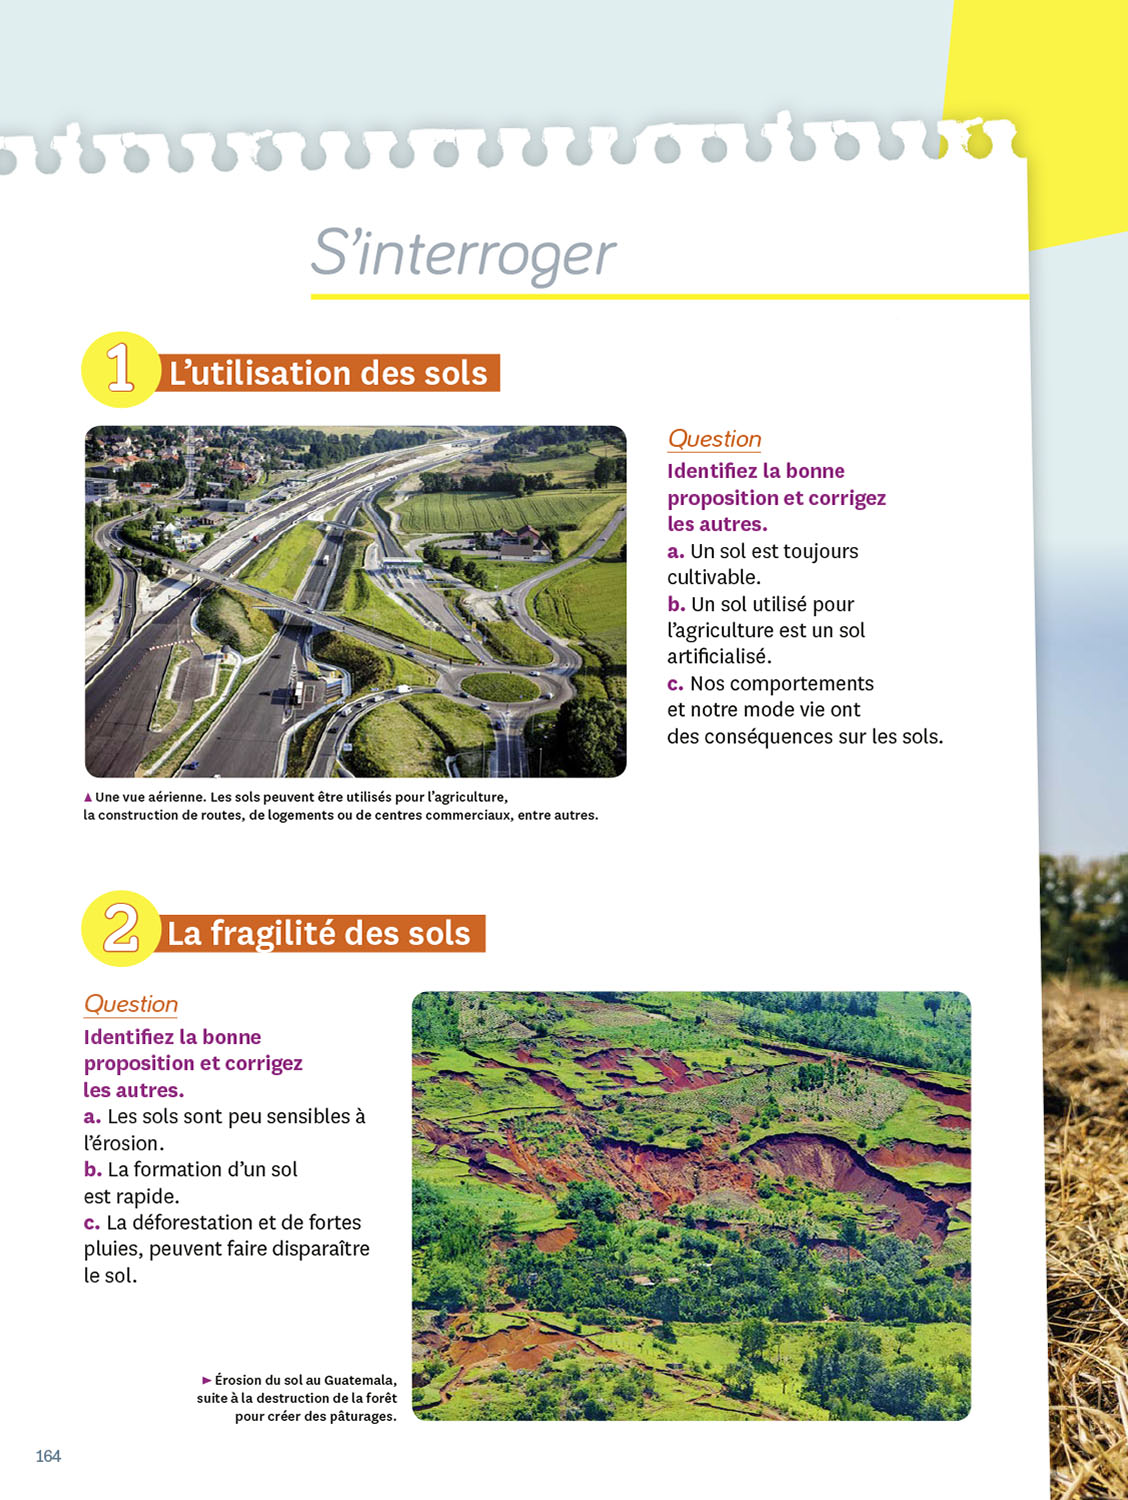 S’interroger
1 L’utilisation des sols
Question
Identifiez la bonne
proposition et corrigez
les autres.
a. Un sol est toujours
cultivable.
b. Un sol utilisé pour
l’agriculture est un sol
artificialisé.
c. Nos comportements
et notre mode vie ont
des conséquences sur les sols.
▲ Une vue aérienne. Les sols peuvent être utilisés pour l’agriculture,
la construction de routes, de logements ou de centres commerciaux, entre autres.
2 La fragilité des sols
Question
Identifiez la bonne
proposition et corrigez
les autres.
a. Les sols sont peu sensibles à
l’érosion.
b. La formation d’un sol
est rapide.
c. La déforestation et de fortes
pluies, peuvent faire disparaître
le sol.
► Érosion du sol au Guatemala,
suite à la destruction de la forêt
pour créer des pâturages.
164